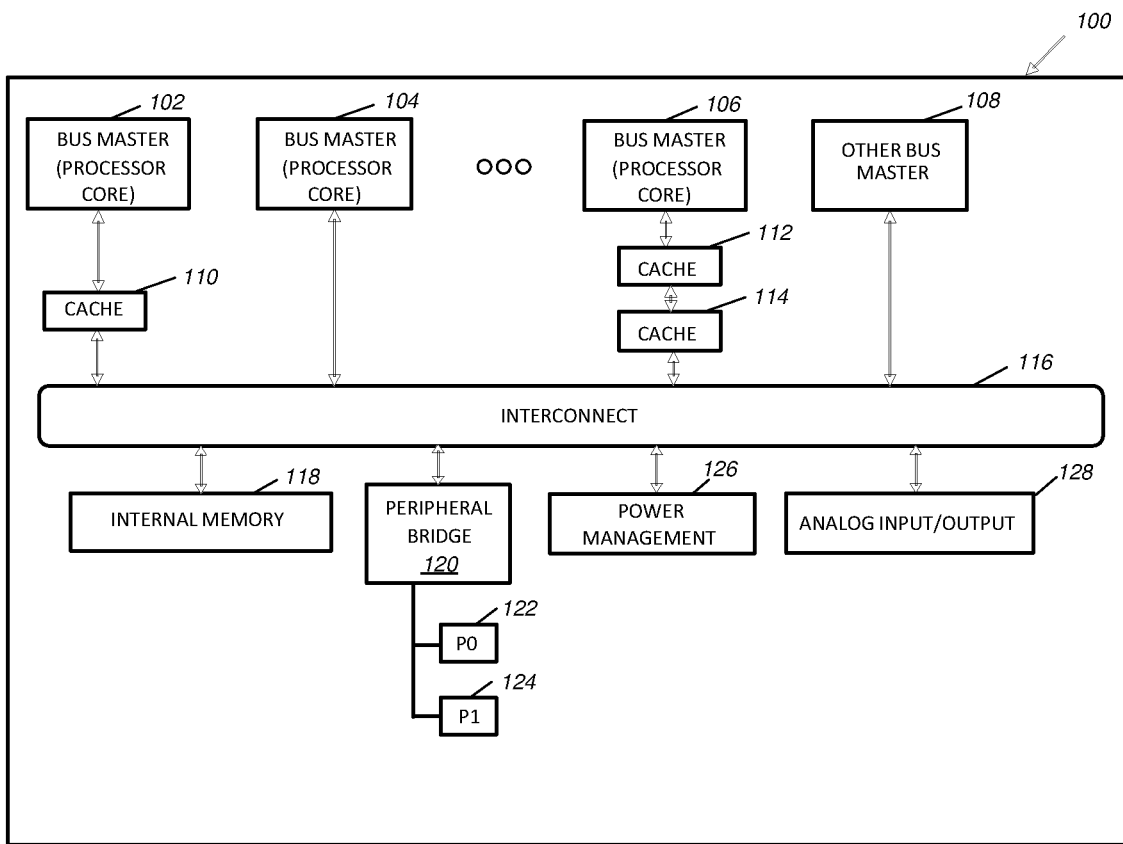 100
102
104
106
108
BUS MASTER
(PROCESSOR
CORE)
BUS MASTER
(PROCESSOR
CORE)
BUS MASTER
(PROCESSOR
CORE)
OTHER BUS
MASTER
110
CACHE
112
CACHE
114
CACHE
116
INTERCONNECT
118
INTERNAL MEMORY
PERIPHERAL
BRIDGE
120
126
POWER
MANAGEMENT
128
ANALOG INPUT/OUTPUT
122
P0
124
P1